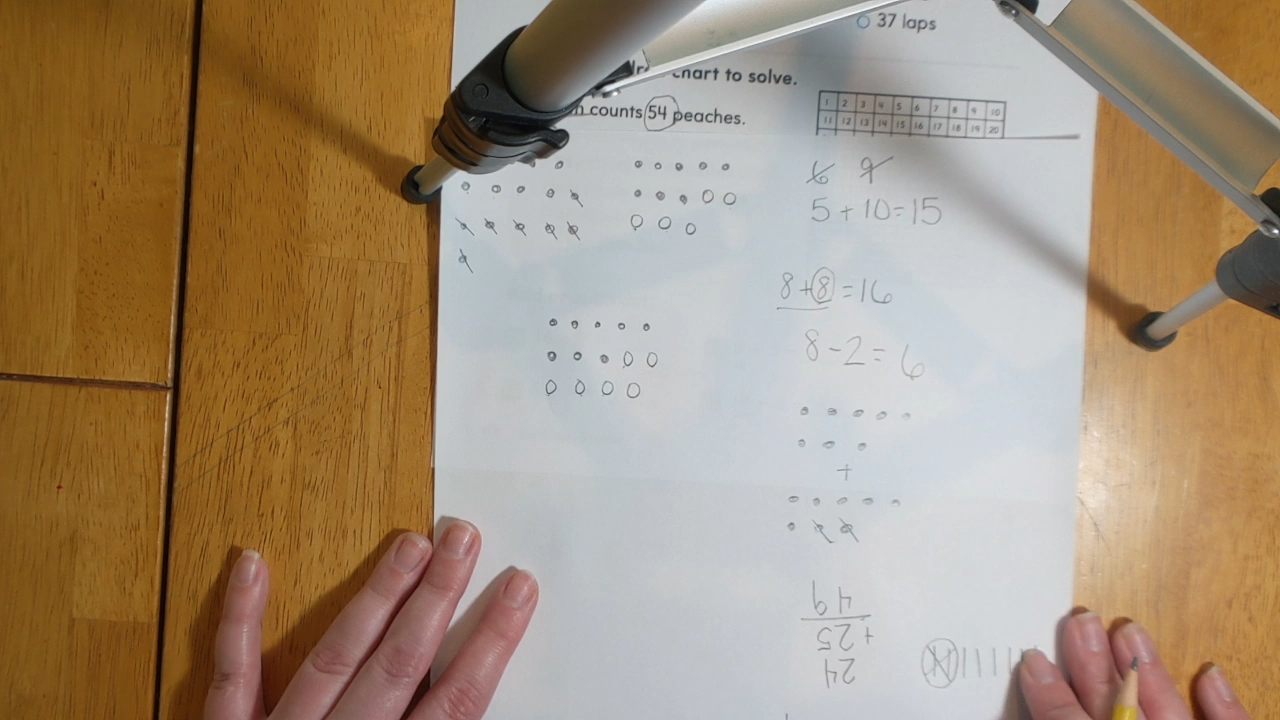 37 laps
chart to solve.
counts 54 peaches.
1 2 3 4 5 6 7 8 9 10
11 12 13 14 15 16 17 18 19 20
6 9
5 + 10 = 15
8 + 8 = 16
8 - 2 = 6
+
24
+ 25
49